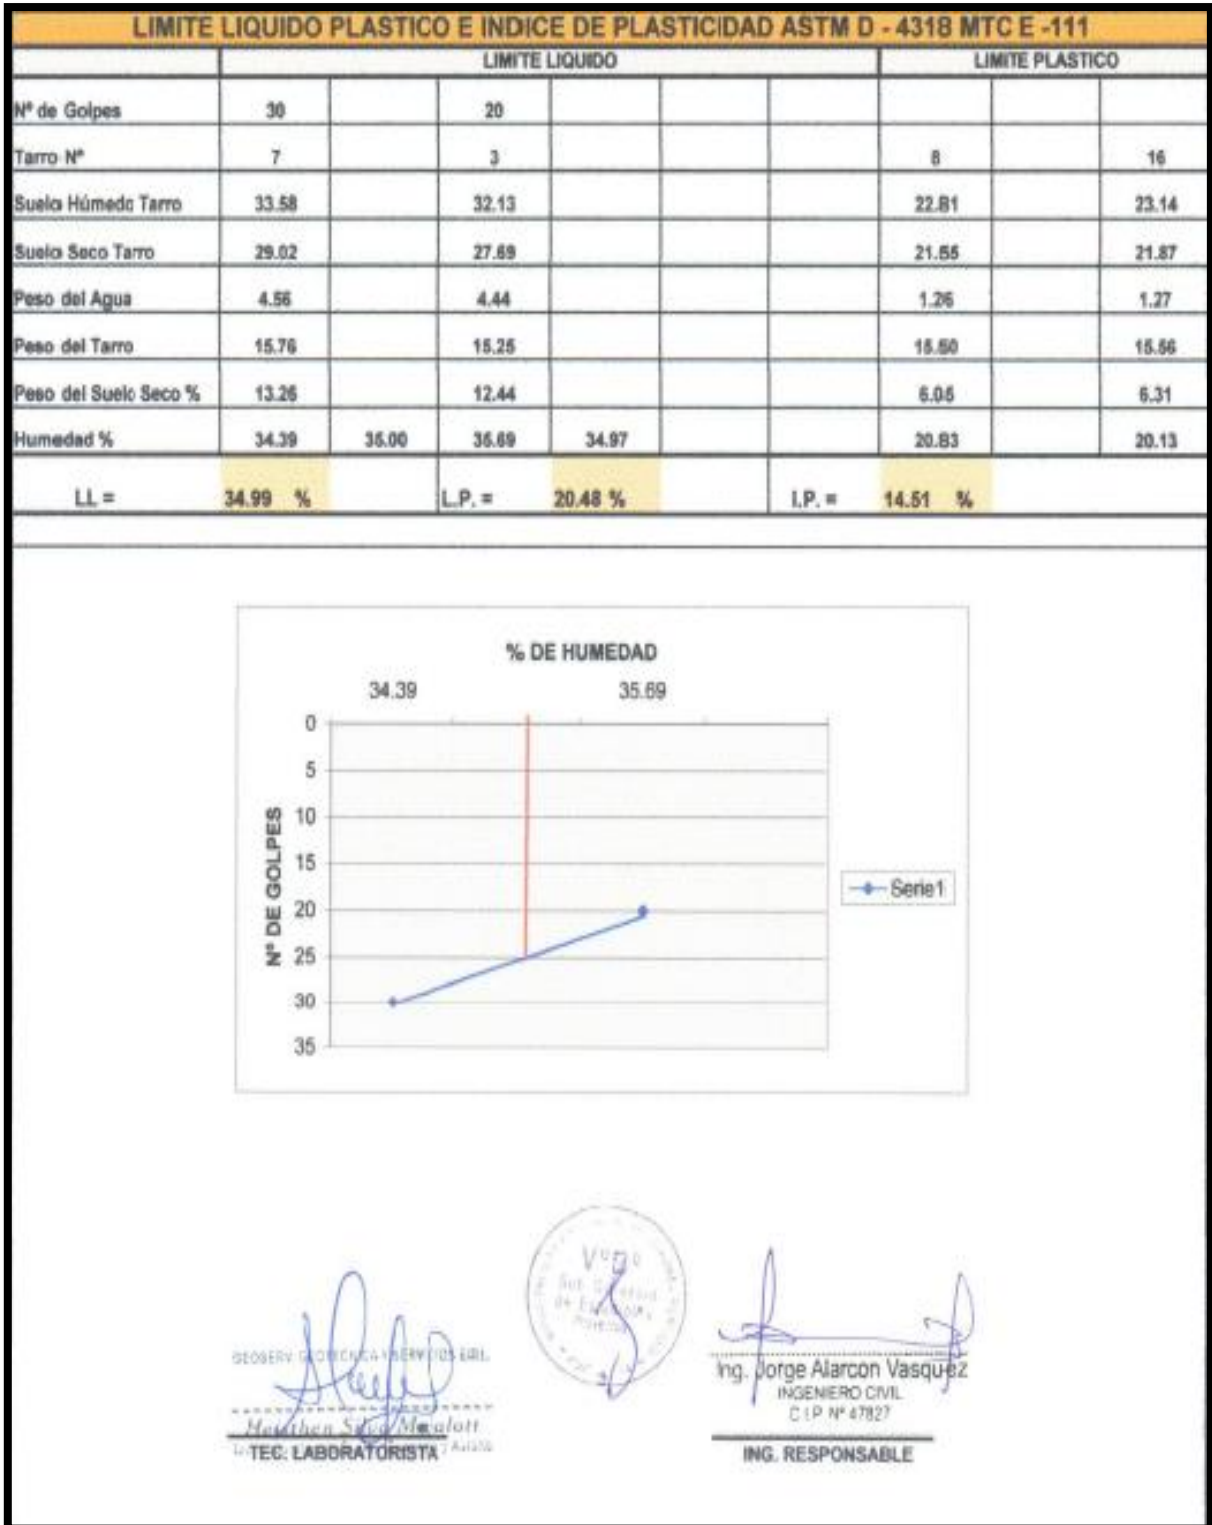 LIMITE LIQUIDO PLASTICO E INDICE DE PLASTICIDAD ASTM D - 4318 MTC E -111
LIMITE LIQUIDO LIMITE PLASTICO
Nº de Golpes 30 20
Tarro Nº 7 3 8 16
Suelo Húmedo Tarro 33.58 32.13 22.81 23.14
Suelo Seco Tarro 29.02 27.69 21.55 21.87
Peso del Agua 4.56 4.44 1.26 1.27
Peso del Tarro 15.76 15.25 15.50 15.56
Peso del Suelo Seco % 13.26 12.44 6.05 6.31
Humedad % 34.39 35.00 35.69 34.97 20.83 20.13
LL = 34.99 % L.P. = 20.48 % I.P. = 14.51 %
% DE HUMEDAD
34.39 35.69
0
5
10
15
20
25
30
35
Nº DE GOLPES
Serie1
VºBº
GEOSERV GEOTECNICA Y SERVICIOS EIRL.
Ing. Jorge Alarcon Vasquez
INGENIERO CIVIL
CIP Nº 47827
TEC. LABORATORISTA
ING. RESPONSABLE